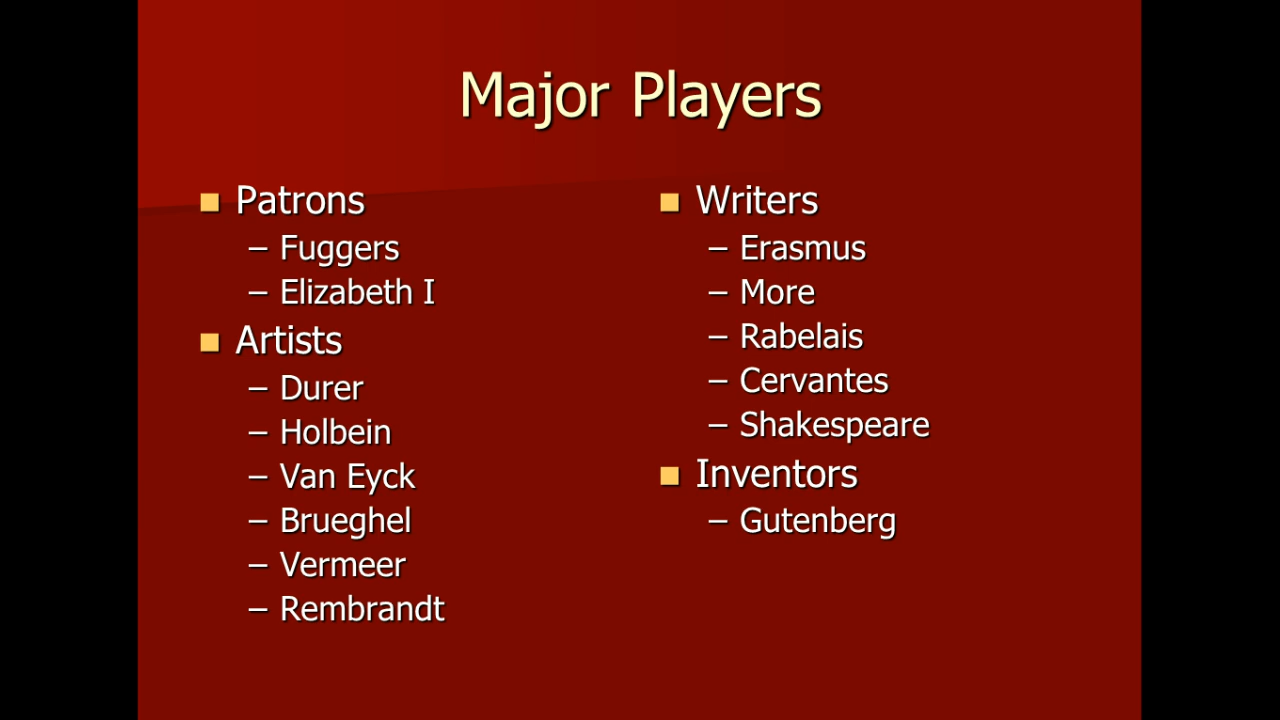 Major Players
Patrons
– Fuggers
– Elizabeth I
Artists
– Durer
– Holbein
– Van Eyck
– Brueghel
– Vermeer
– Rembrandt
Writers
– Erasmus
– More
– Rabelais
– Cervantes
– Shakespeare
Inventors
– Gutenberg